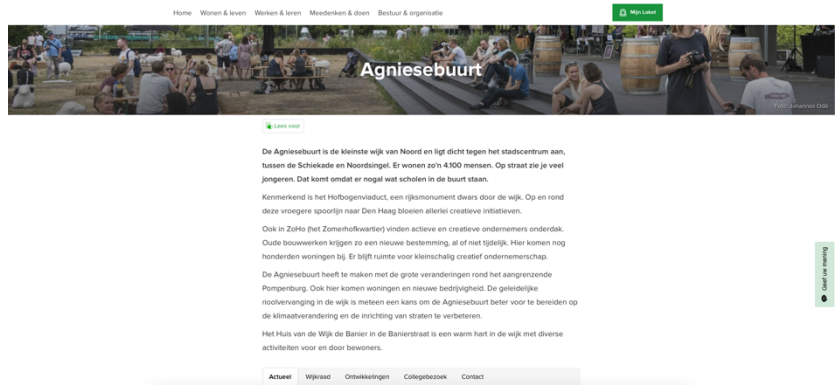 Home Wonen & leven Werken & leren Meedenken & doen Bestuur & organisatie Mijn Loket
Agniesebuurt
Foto: Johannes Odé
Lees voor
De Agniesebuurt is de kleinste wijk van Noord en ligt dicht tegen het stadscentrum aan,
tussen de Schiekade en Noordsingel. Er wonen zo'n 4.100 mensen. Op straat zie je veel
jongeren. Dat komt omdat er nogal wat scholen in de buurt staan.
Kenmerkend is het Hofbogenviaduct, een rijksmonument dwars door de wijk. Op en rond
deze vroegere spoorlijn naar Den Haag bloeien allerlei creatieve initiatieven.
Ook in ZoHo (het Zomerhofkwartier) vinden actieve en creatieve ondernemers onderdak.
Oude bouwwerken krijgen zo een nieuwe bestemming, al of niet tijdelijk. Hier komen nog
honderden woningen bij. Er blijft ruimte voor kleinschalig creatief ondernemerschap.
De Agniesebuurt heeft te maken met de grote veranderingen rond het aangrenzende
Pompenburg. Ook hier komen woningen en nieuwe bedrijvigheid. De geleidelijke
rioolvervanging in de wijk is meteen een kans om de Agniesebuurt beter voor te bereiden op
de klimaatverandering en de inrichting van straten te verbeteren.
Het Huis van de Wijk de Banier in de Banierstraat is een warm hart in de wijk met diverse
activiteiten voor en door bewoners.
Actueel Wijkraad Ontwikkelingen Collegebezoek Contact
Geef uw mening